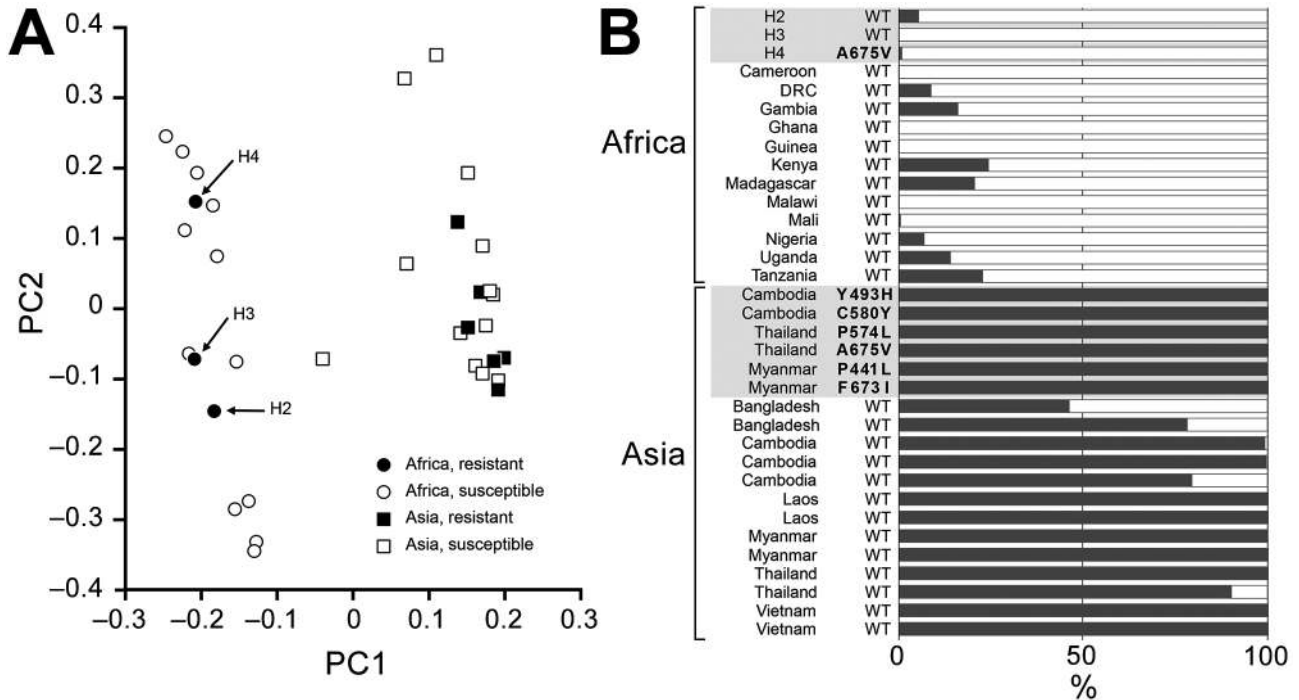 A
0.4
0.3
0.2
0.1
0
–0.1
–0.2
–0.3
–0.4
PC2
H4
H3
H2
Africa, resistant
Africa, susceptible
Asia, resistant
Asia, susceptible
–0.3 –0.2 –0.1 0 0.1 0.2 0.3
PC1
B
Africa
H2 WT
H3 WT
H4 A675V
Cameroon WT
DRC WT
Gambia WT
Ghana WT
Guinea WT
Kenya WT
Madagascar WT
Malawi WT
Mali WT
Nigeria WT
Uganda WT
Tanzania WT
Asia
Cambodia Y493H
Cambodia C580Y
Thailand P574L
Thailand A675V
Myanmar P441L
Myanmar F673I
Bangladesh WT
Bangladesh WT
Cambodia WT
Cambodia WT
Cambodia WT
Laos WT
Laos WT
Myanmar WT
Myanmar WT
Thailand WT
Thailand WT
Vietnam WT
Vietnam WT
0 50 100
%